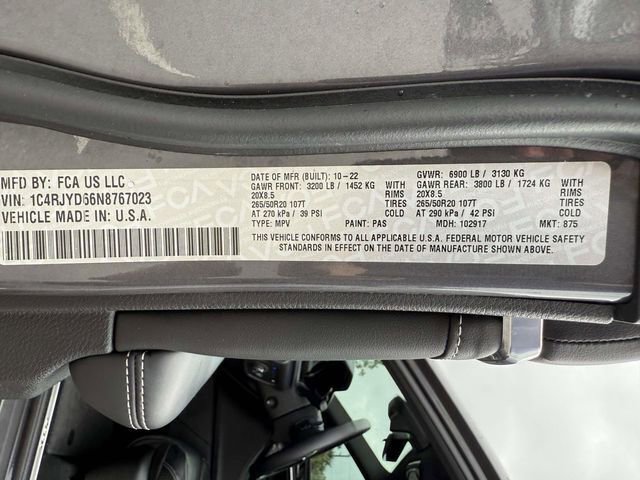 MFD BY: FCA US LLC
VIN: 1C4RJYD66N8767023
VEHICLE MADE IN U.S.A.
DATE OF MFR (BUILT): 10-22
GAWR FRONT: 3200 LB / 1452 KG
20X8.5 RIMS
265/50R20 107T TIRES
AT 270 kPa / 39 PSI
TYPE: MPV PAINT: PAS
GVWR: 6900 LB / 3130 KG
GAWR REAR: 3800 LB / 1724 KG
20X8.5 RIMS
265/50R20 107T TIRES
AT 290 kPa / 42 PSI
MDH: 102917 MKT: 875
THIS VEHICLE CONFORMS TO ALL APPLICABLE U.S.A. FEDERAL MOTOR VEHICLE SAFETY
STANDARDS IN EFFECT ON THE DATE OF MANUFACTURE SHOWN ABOVE.